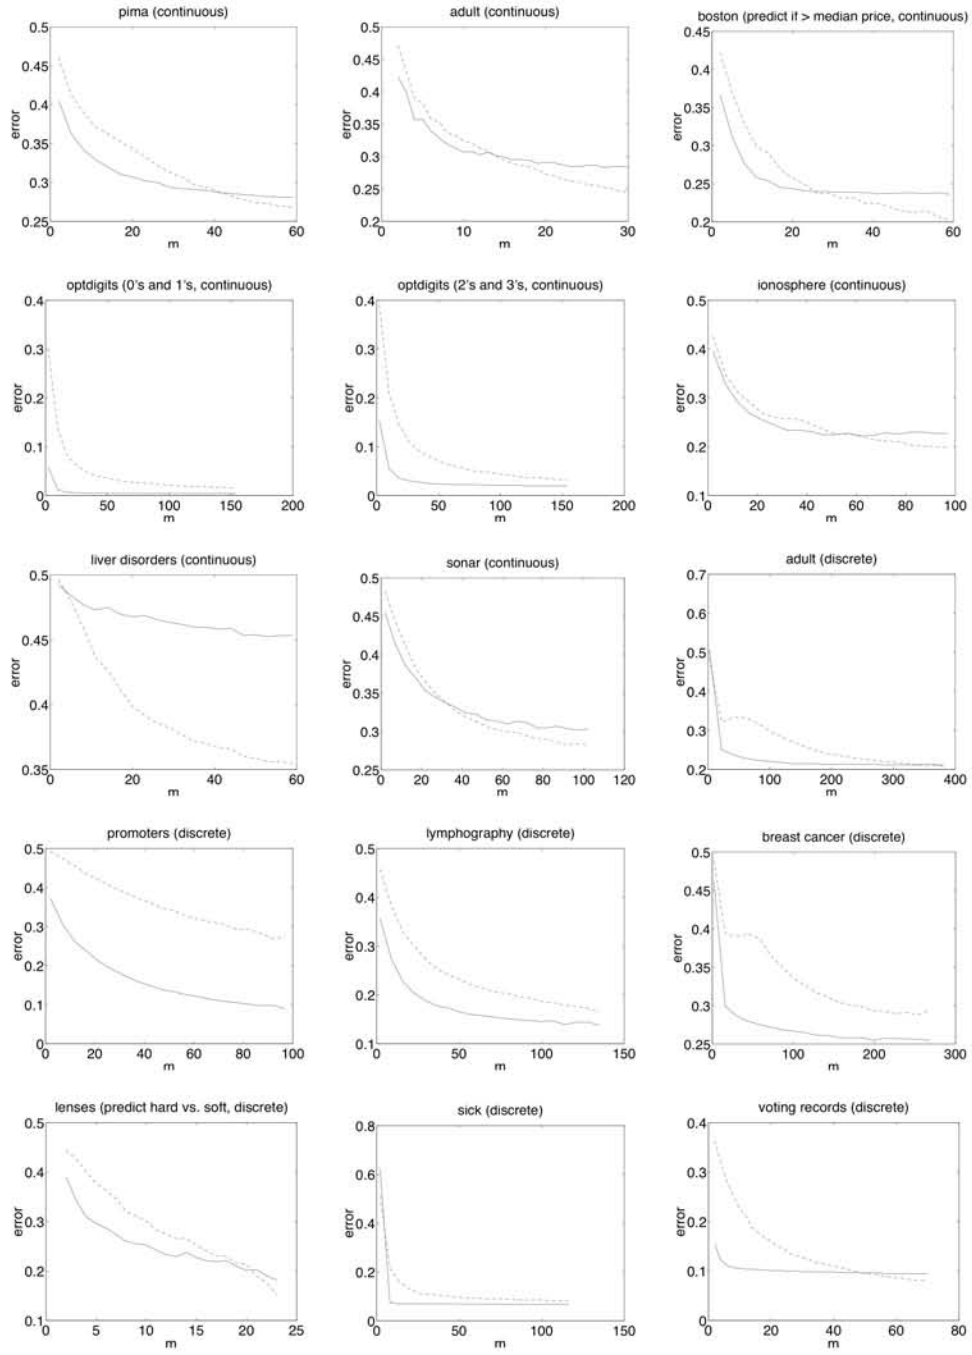 pima (continuous)
0.5
0.45
0.4
0.35
0.3
0.25
error
0 20 40 60
m
adult (continuous)
0.5
0.45
0.4
0.35
0.3
0.25
0.2
error
0 10 20 30
m
boston (predict if > median price, continuous)
0.45
0.4
0.35
0.3
0.25
0.2
error
0 20 40 60
m
optdigits (0's and 1's, continuous)
0.4
0.3
0.2
0.1
0
error
0 50 100 150 200
m
optdigits (2's and 3's, continuous)
0.4
0.3
0.2
0.1
0
error
0 50 100 150 200
m
ionosphere (continuous)
0.5
0.4
0.3
0.2
0.1
error
0 20 40 60 80 100
m
liver disorders (continuous)
0.5
0.45
0.4
0.35
error
0 20 40 60
m
sonar (continuous)
0.5
0.45
0.4
0.35
0.3
0.25
error
0 20 40 60 80 100 120
m
adult (discrete)
0.7
0.6
0.5
0.4
0.3
0.2
error
0 100 200 300 400
m
promoters (discrete)
0.5
0.4
0.3
0.2
0.1
0
error
0 20 40 60 80 100
m
lymphography (discrete)
0.5
0.4
0.3
0.2
0.1
error
0 50 100 150
m
breast cancer (discrete)
0.5
0.45
0.4
0.35
0.3
0.25
error
0 100 200 300
m
lenses (predict hard vs. soft, discrete)
0.5
0.4
0.3
0.2
0.1
error
0 5 10 15 20 25
m
sick (discrete)
0.8
0.6
0.4
0.2
0
error
0 50 100 150
m
voting records (discrete)
0.4
0.3
0.2
0.1
0
error
0 20 40 60 80
m